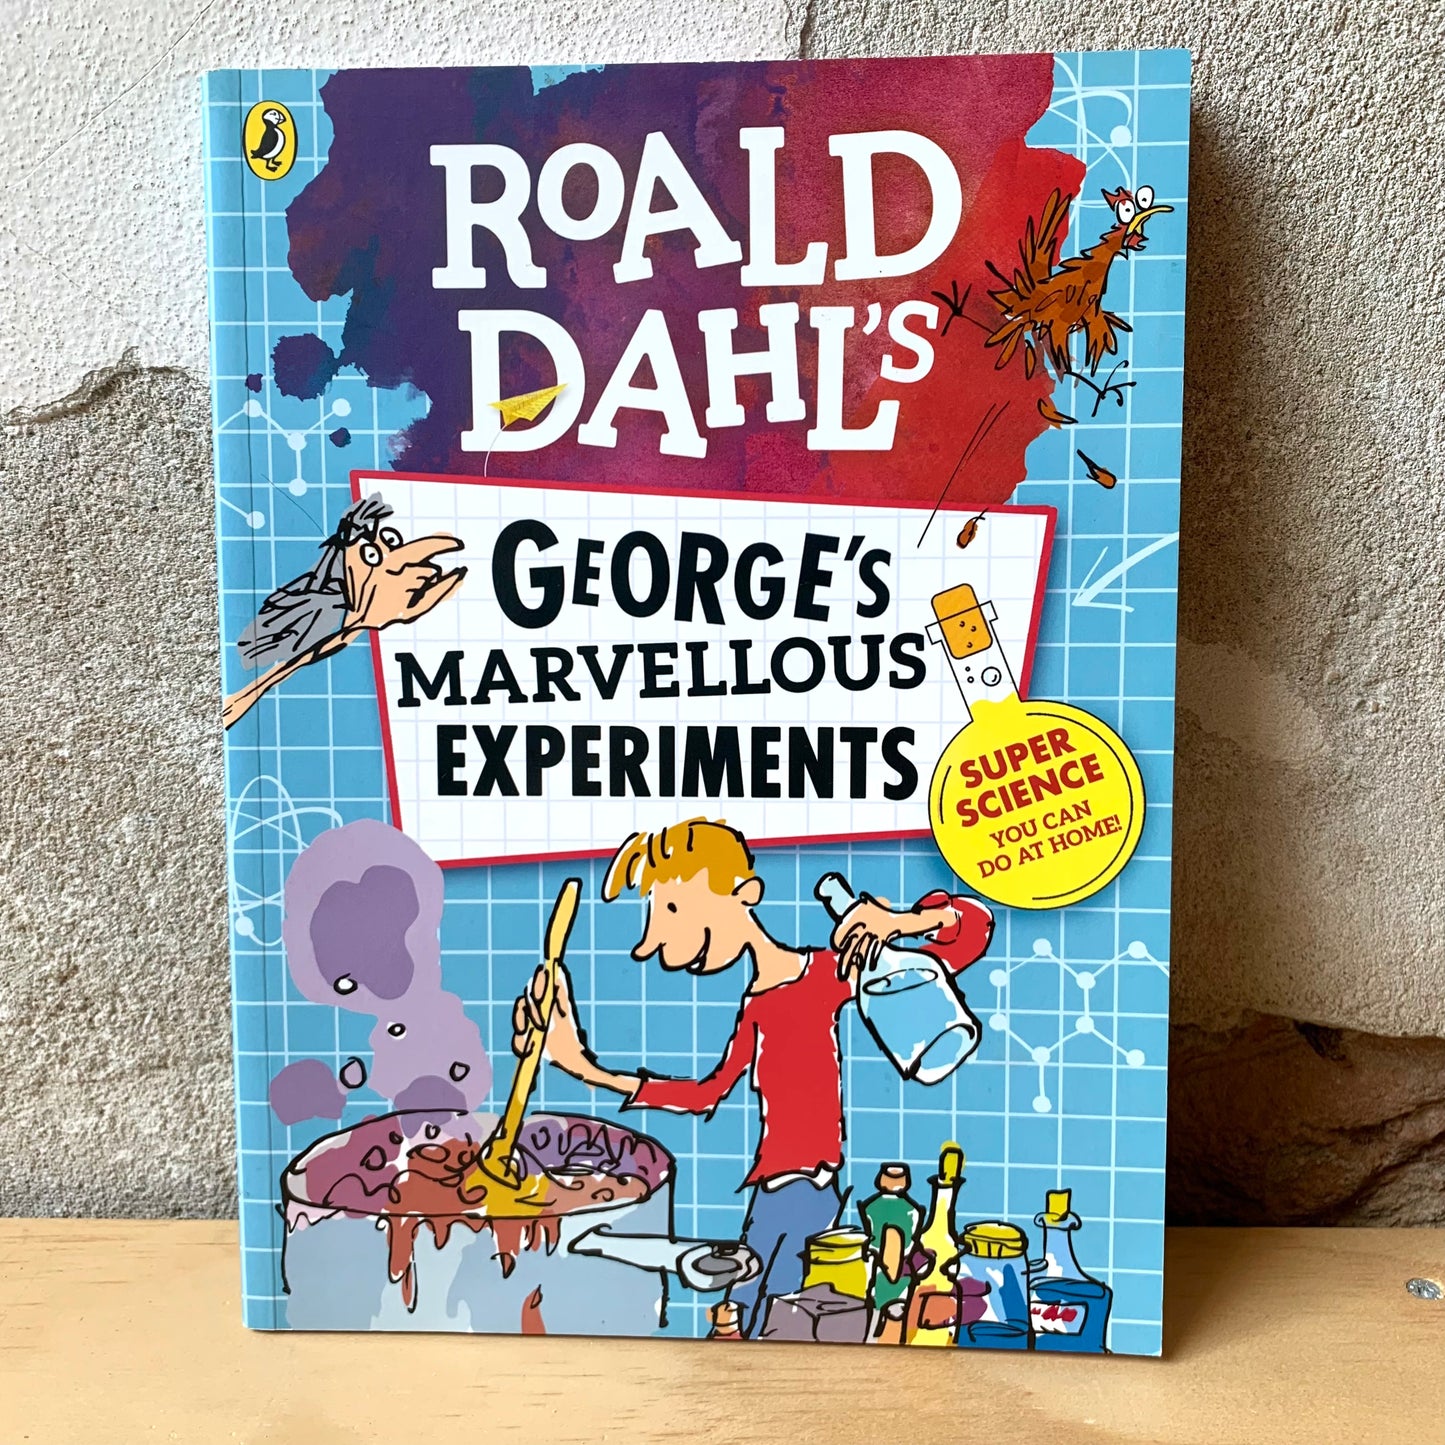 ROALD
DAHL'S
GEORGE'S
MARVELLOUS
EXPERIMENTS
SUPER
SCIENCE
YOU CAN
DO AT HOME!